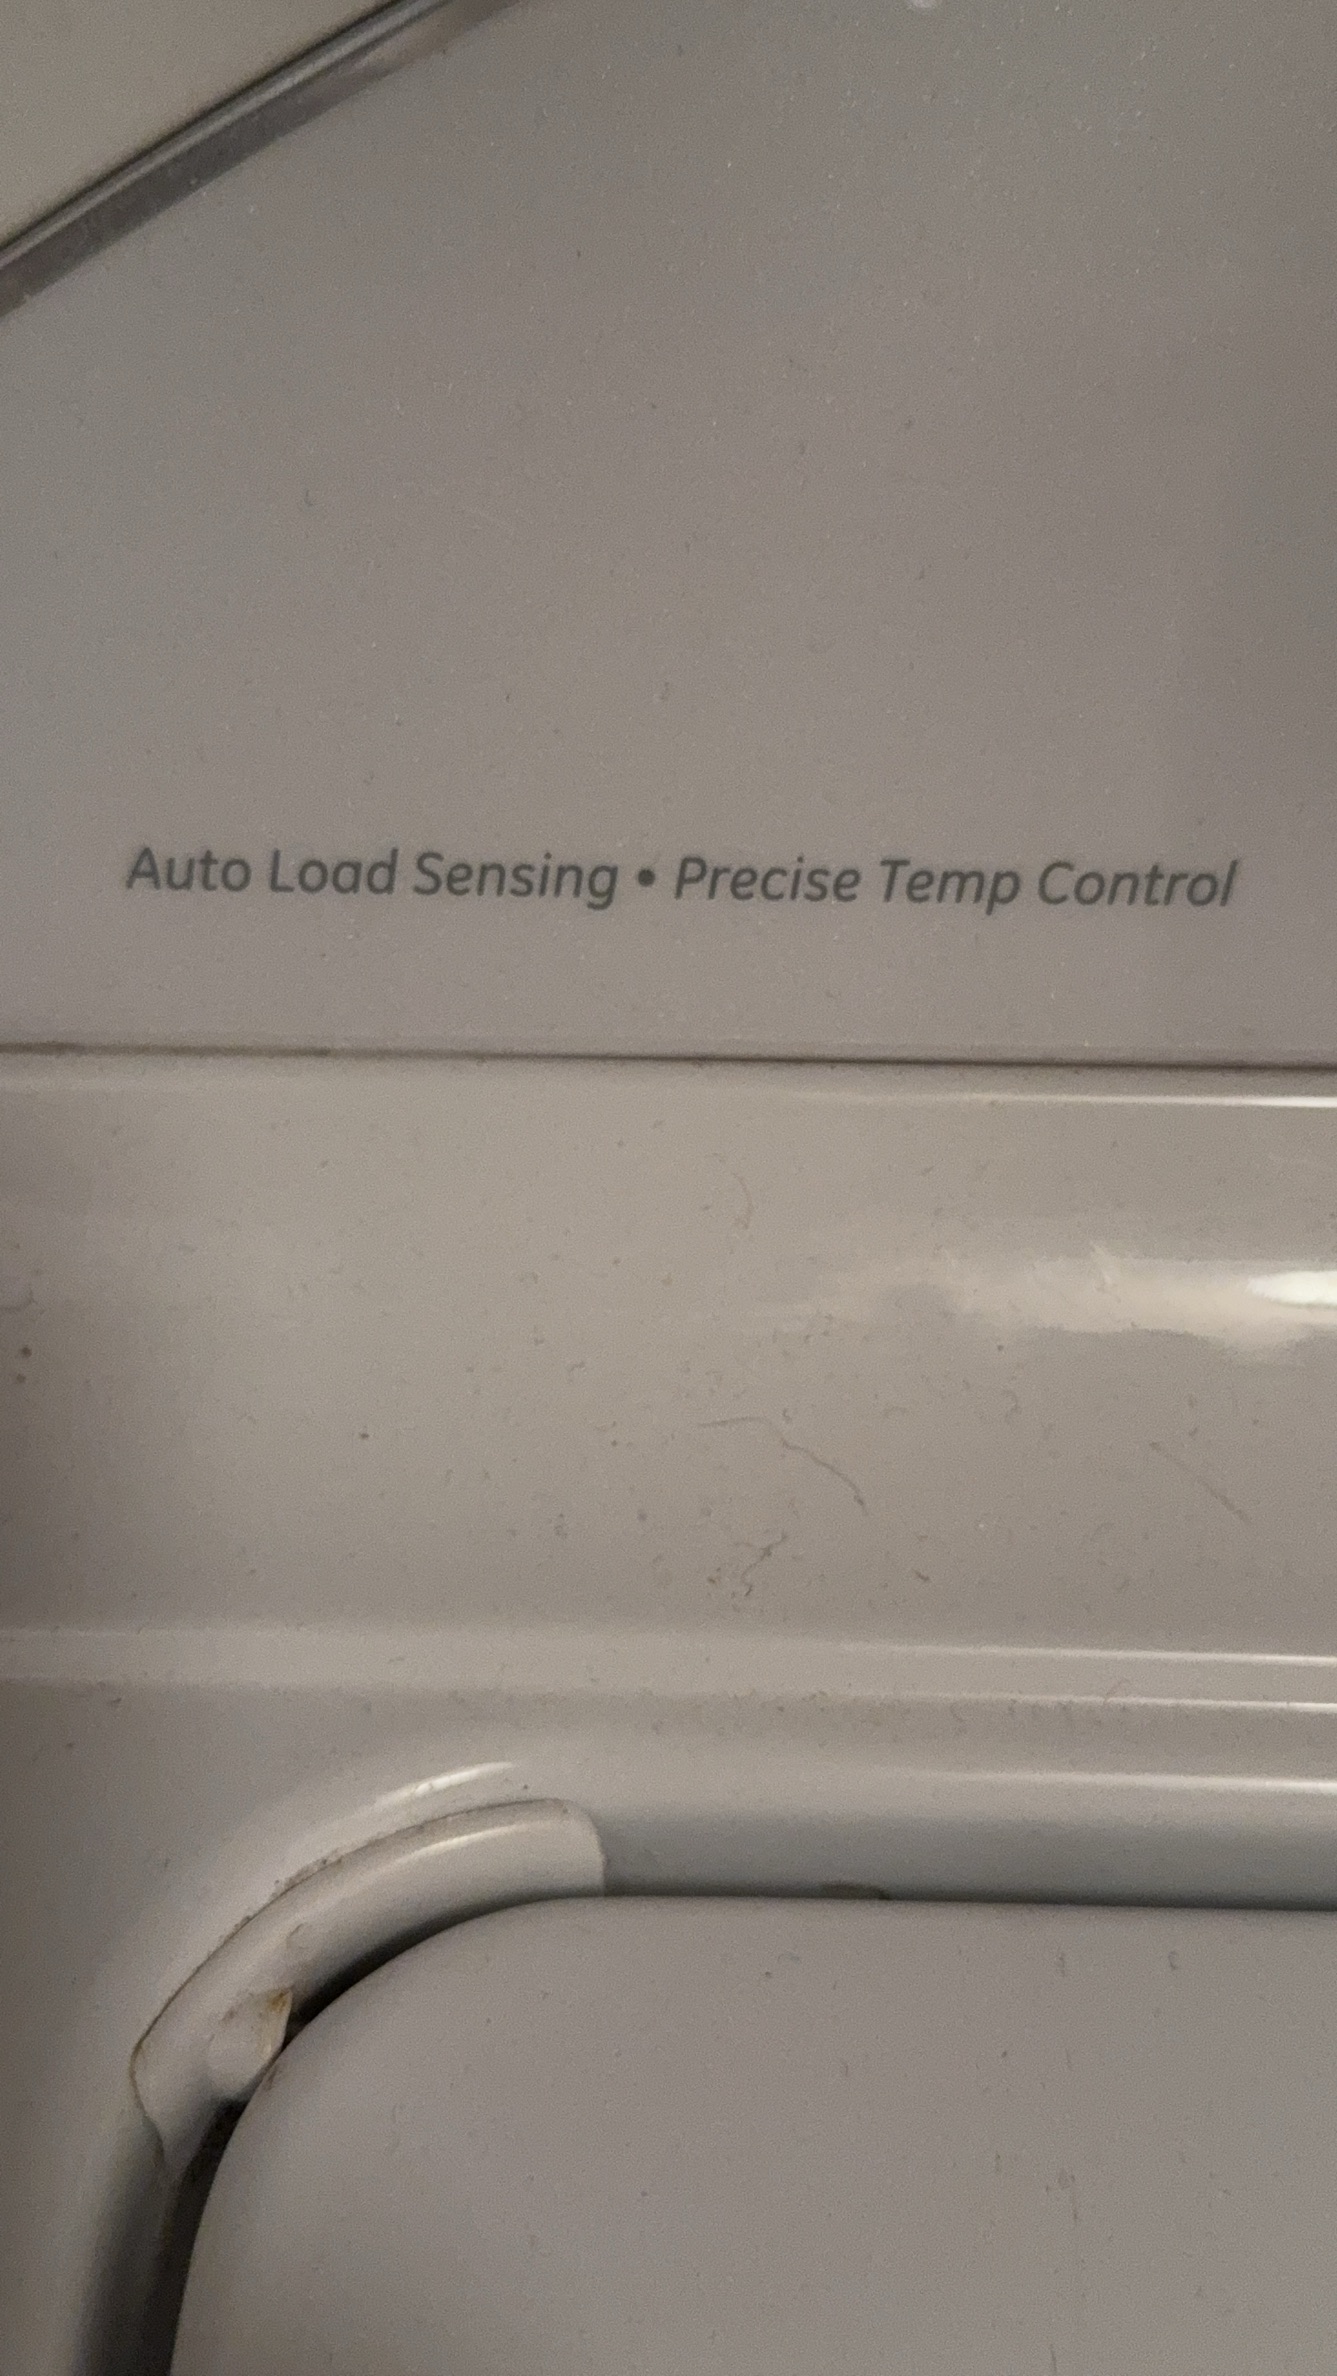 Auto Load Sensing • Precise Temp Control